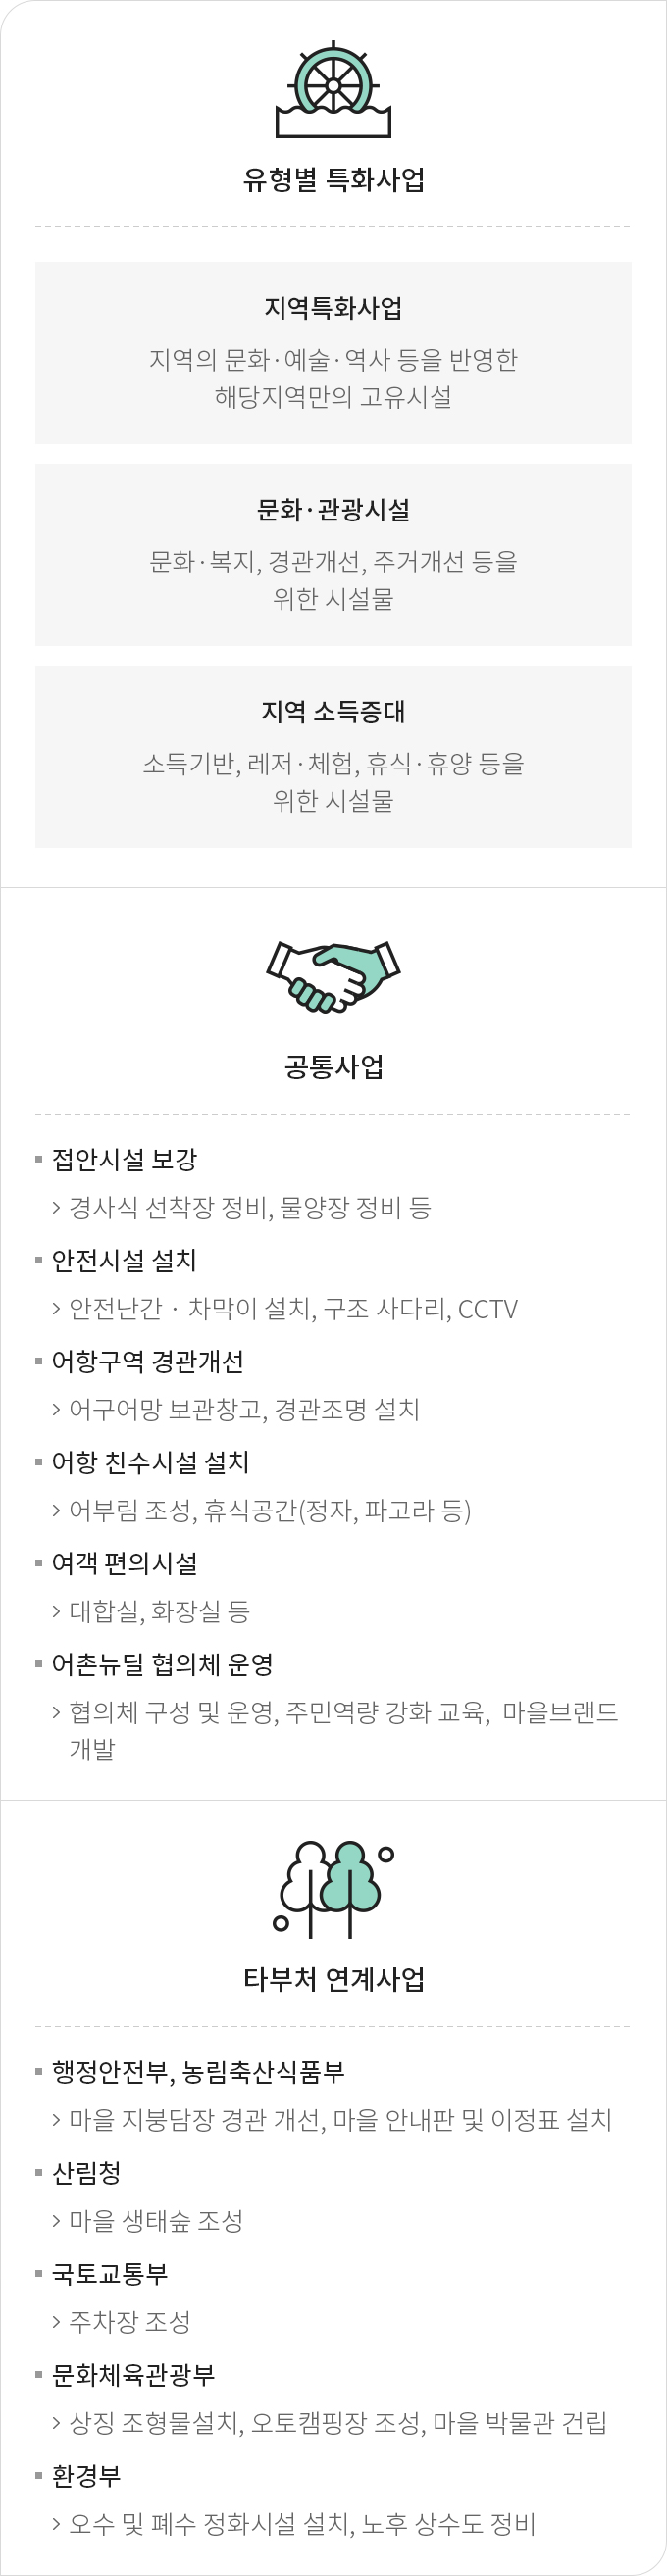 유형별 특화사업
지역특화사업
지역의 문화·예술·역사 등을 반영한
해당지역만의 고유시설
문화·관광시설
문화·복지, 경관개선, 주거개선 등을
위한 시설물
지역 소득증대
소득기반, 레저·체험, 휴식·휴양 등을
위한 시설물
공통사업
접안시설 보강
경사식 선착장 정비, 물양장 정비 등
안전시설 설치
안전난간 · 차막이 설치, 구조 사다리, CCTV
어항구역 경관개선
어구어망 보관창고, 경관조명 설치
어항 친수시설 설치
어부림 조성, 휴식공간(정자, 파고라 등)
여객 편의시설
대합실, 화장실 등
어촌뉴딜 협의체 운영
협의체 구성 및 운영, 주민역량 강화 교육, 마을브랜드
개발
타부처 연계사업
행정안전부, 농림축산식품부
마을 지붕담장 경관 개선, 마을 안내판 및 이정표 설치
산림청
마을 생태숲 조성
국토교통부
주차장 조성
문화체육관광부
상징 조형물설치, 오토캠핑장 조성, 마을 박물관 건립
환경부
오수 및 폐수 정화시설 설치, 노후 상수도 정비